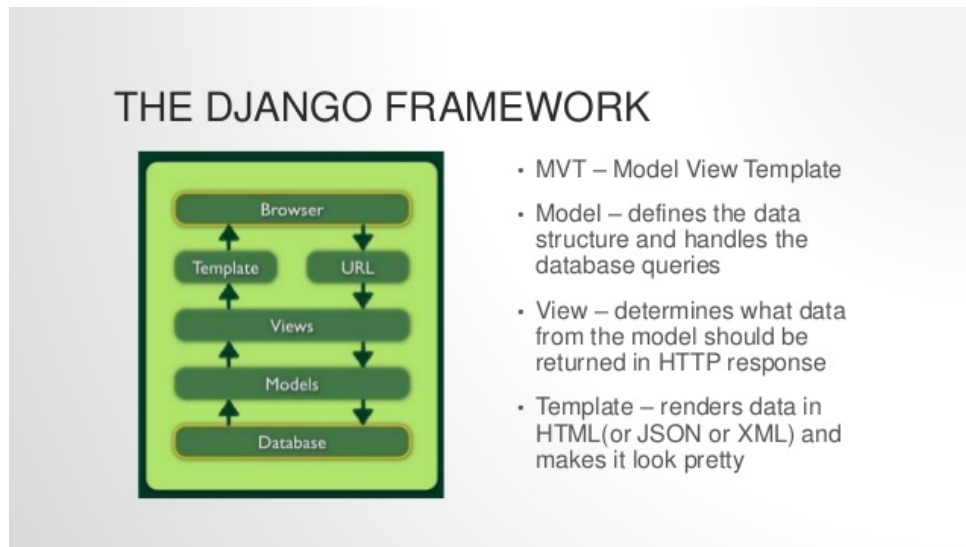 THE DJANGO FRAMEWORK
Browser
Template URL
Views
Models
Database
• MVT – Model View Template
• Model – defines the data
structure and handles the
database queries
• View – determines what data
from the model should be
returned in HTTP response
• Template – renders data in
HTML(or JSON or XML) and
makes it look pretty